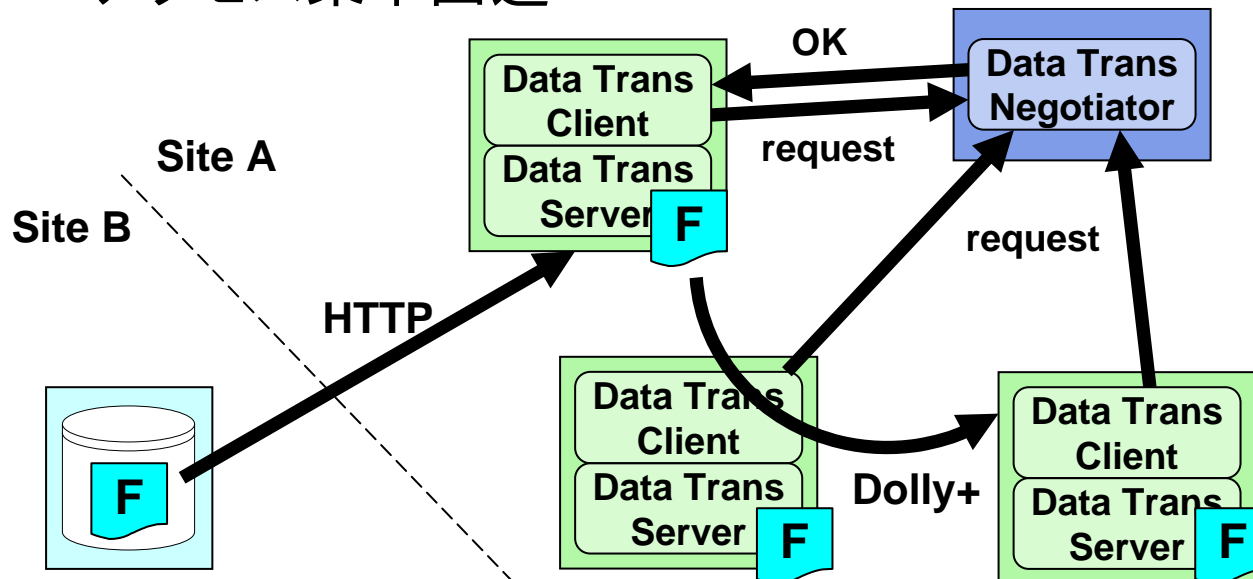 OK
Data Trans
Client
Data Trans
Server
F
Data Trans
Negotiator
request
Site A
Site B
request
HTTP
F
Data Trans
Client
Data Trans
Server
F
Dolly+
Data Trans
Client
Data Trans
Server
F